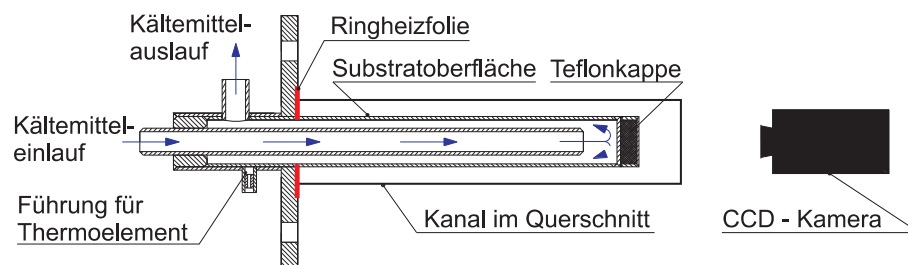 Kältemittel-
auslauf
Ringheizfolie
Substratoberfläche
Teflonkappe
Kältemittel-
einlauf
Führung für
Thermoelement
Kanal im Querschnitt
CCD - Kamera